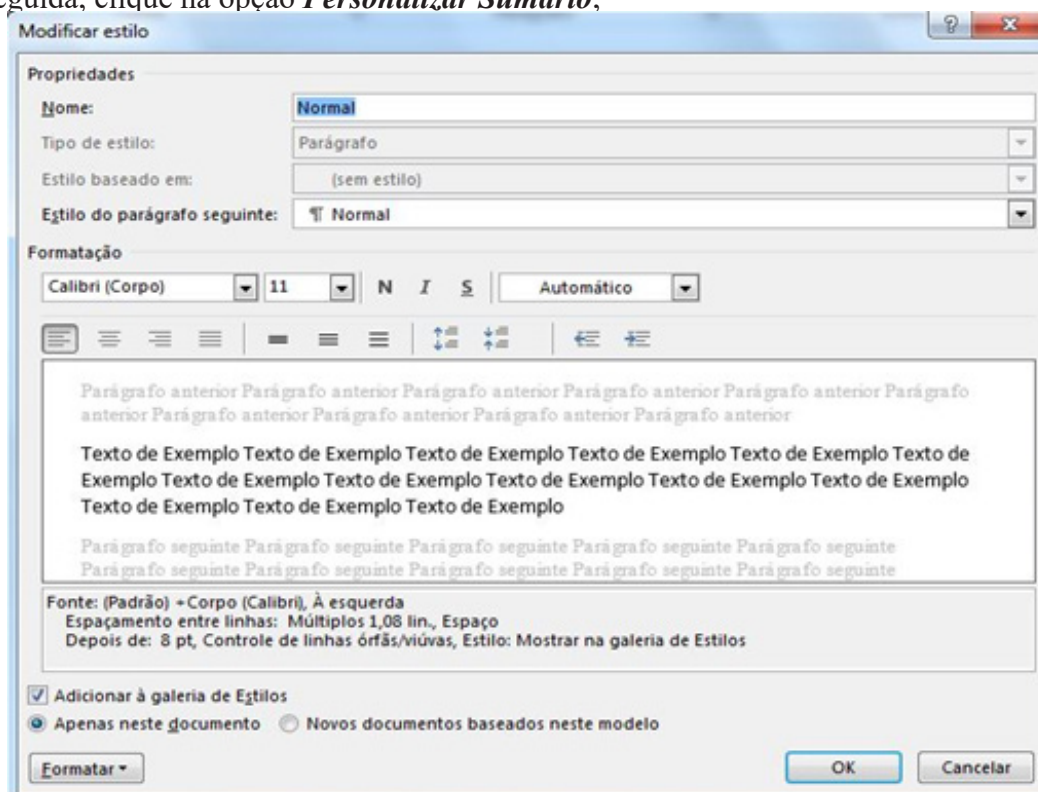 eguida, clique na opção Personalizar Sumário;
Modificar estilo
Propriedades
Nome: Normal
Tipo de estilo: Parágrafo
Estilo baseado em: (sem estilo)
Estilo do parágrafo seguinte: ¶ Normal
Formatação
Calibri (Corpo) 11 N I S Automático
Parágrafo anterior Parágrafo anterior Parágrafo anterior Parágrafo anterior Parágrafo anterior Parágrafo
anterior Parágrafo anterior Parágrafo anterior Parágrafo anterior Parágrafo anterior
Texto de Exemplo Texto de Exemplo Texto de Exemplo Texto de Exemplo Texto de Exemplo Texto de
Exemplo Texto de Exemplo Texto de Exemplo Texto de Exemplo Texto de Exemplo Texto de Exemplo
Texto de Exemplo Texto de Exemplo Texto de Exemplo
Parágrafo seguinte Parágrafo seguinte Parágrafo seguinte Parágrafo seguinte Parágrafo seguinte
Parágrafo seguinte Parágrafo seguinte Parágrafo seguinte Parágrafo seguinte Parágrafo seguinte
Fonte: (Padrão) +Corpo (Calibri), À esquerda
Espaçamento entre linhas: Múltiplos 1,08 lin., Espaço
Depois de: 8 pt, Controle de linhas órfãs/viúvas, Estilo: Mostrar na galeria de Estilos
Adicionar à galeria de Estilos
Apenas neste documento Novos documentos baseados neste modelo
Formatar OK Cancelar